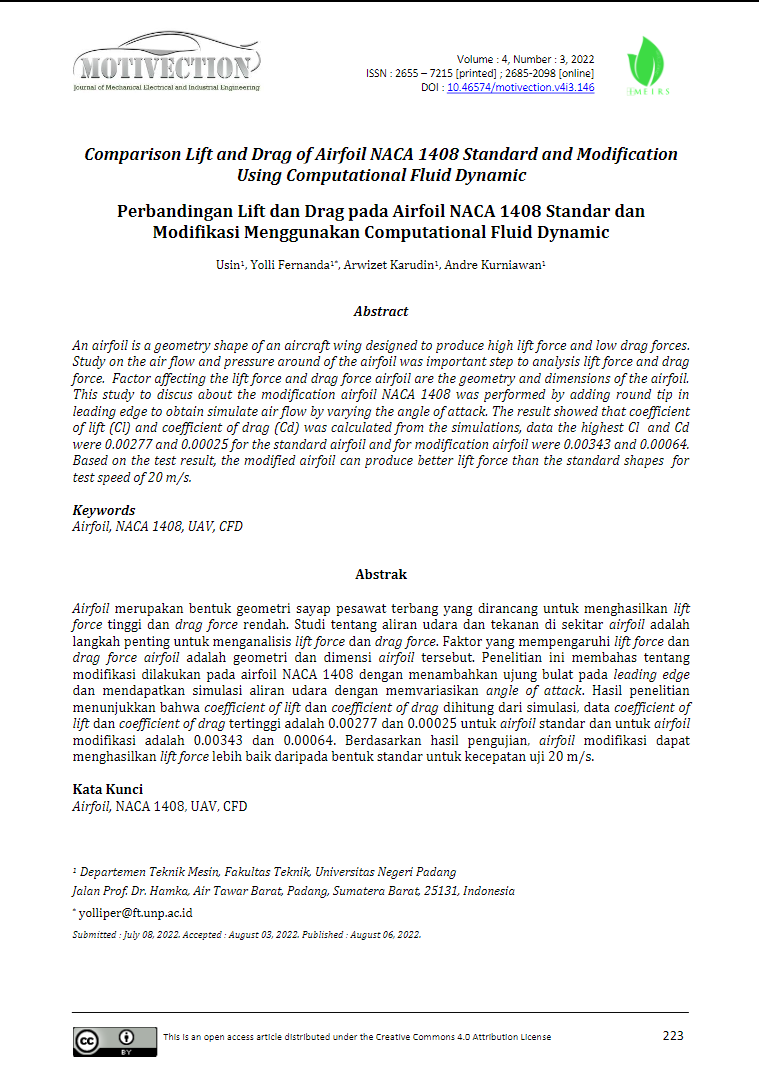 MOTIVECTION
Journal of Mechanical Electrical and Industrial Engineering
Volume : 4, Number : 3, 2022
ISSN : 2655 – 7215 [printed] ; 2685-2098 [online]
DOI : 10.46574/motivection.v4i3.146
EMETRS
Comparison Lift and Drag of Airfoil NACA 1408 Standard and Modification
Using Computational Fluid Dynamic
Perbandingan Lift dan Drag pada Airfoil NACA 1408 Standar dan
Modifikasi Menggunakan Computational Fluid Dynamic
Usin¹, Yolli Fernanda¹*, Arwizet Karudin¹, Andre Kurniawan¹
Abstract
An airfoil is a geometry shape of an aircraft wing designed to produce high lift force and low drag forces.
Study on the air flow and pressure around of the airfoil was important step to analysis lift force and drag
force. Factor affecting the lift force and drag force airfoil are the geometry and dimensions of the airfoil.
This study to discus about the modification airfoil NACA 1408 was performed by adding round tip in
leading edge to obtain simulate air flow by varying the angle of attack. The result showed that coefficient
of lift (Cl) and coefficient of drag (Cd) was calculated from the simulations, data the highest Cl and Cd
were 0.00277 and 0.00025 for the standard airfoil and for modification airfoil were 0.00343 and 0.00064.
Based on the test result, the modified airfoil can produce better lift force than the standard shapes for
test speed of 20 m/s.
Keywords
Airfoil, NACA 1408, UAV, CFD
Abstrak
Airfoil merupakan bentuk geometri sayap pesawat terbang yang dirancang untuk menghasilkan lift
force tinggi dan drag force rendah. Studi tentang aliran udara dan tekanan di sekitar airfoil adalah
langkah penting untuk menganalisis lift force dan drag force. Faktor yang mempengaruhi lift force dan
drag force airfoil adalah geometri dan dimensi airfoil tersebut. Penelitian ini membahas tentang
modifikasi dilakukan pada airfoil NACA 1408 dengan menambahkan ujung bulat pada leading edge
dan mendapatkan simulasi aliran udara dengan memvariasikan angle of attack. Hasil penelitian
menunjukkan bahwa coefficient of lift dan coefficient of drag dihitung dari simulasi, data coefficient of
lift dan coefficient of drag tertinggi adalah 0.00277 dan 0.00025 untuk airfoil standar dan untuk airfoil
modifikasi adalah 0.00343 dan 0.00064. Berdasarkan hasil pengujian, airfoil modifikasi dapat
menghasilkan lift force lebih baik daripada bentuk standar untuk kecepatan uji 20 m/s.
Kata Kunci
Airfoil, NACA 1408, UAV, CFD
¹ Departemen Teknik Mesin, Fakultas Teknik, Universitas Negeri Padang
Jalan Prof. Dr. Hamka, Air Tawar Barat, Padang, Sumatera Barat, 25131, Indonesia
* yolliper@ft.unp.ac.id
Submitted : July 08, 2022. Accepted : August 03, 2022. Published : August 06, 2022.
cc BY
This is an open access article distributed under the Creative Commons 4.0 Attribution License
223